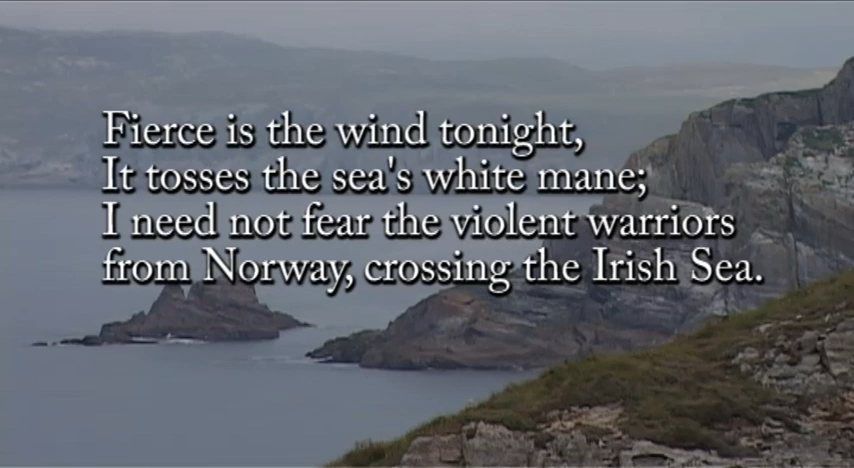 Fierce is the wind tonight,
It tosses the sea's white mane;
I need not fear the violent warriors
from Norway, crossing the Irish Sea.